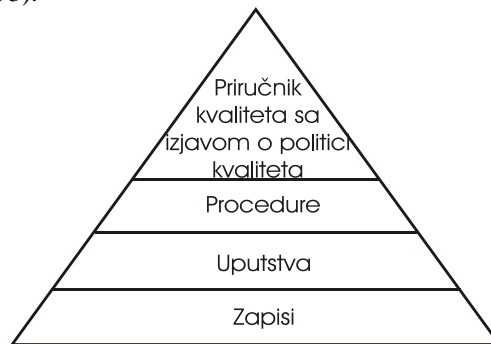 Priručnik
kvaliteta sa
izjavom o politici
kvaliteta
Procedure
Uputstva
Zapisi